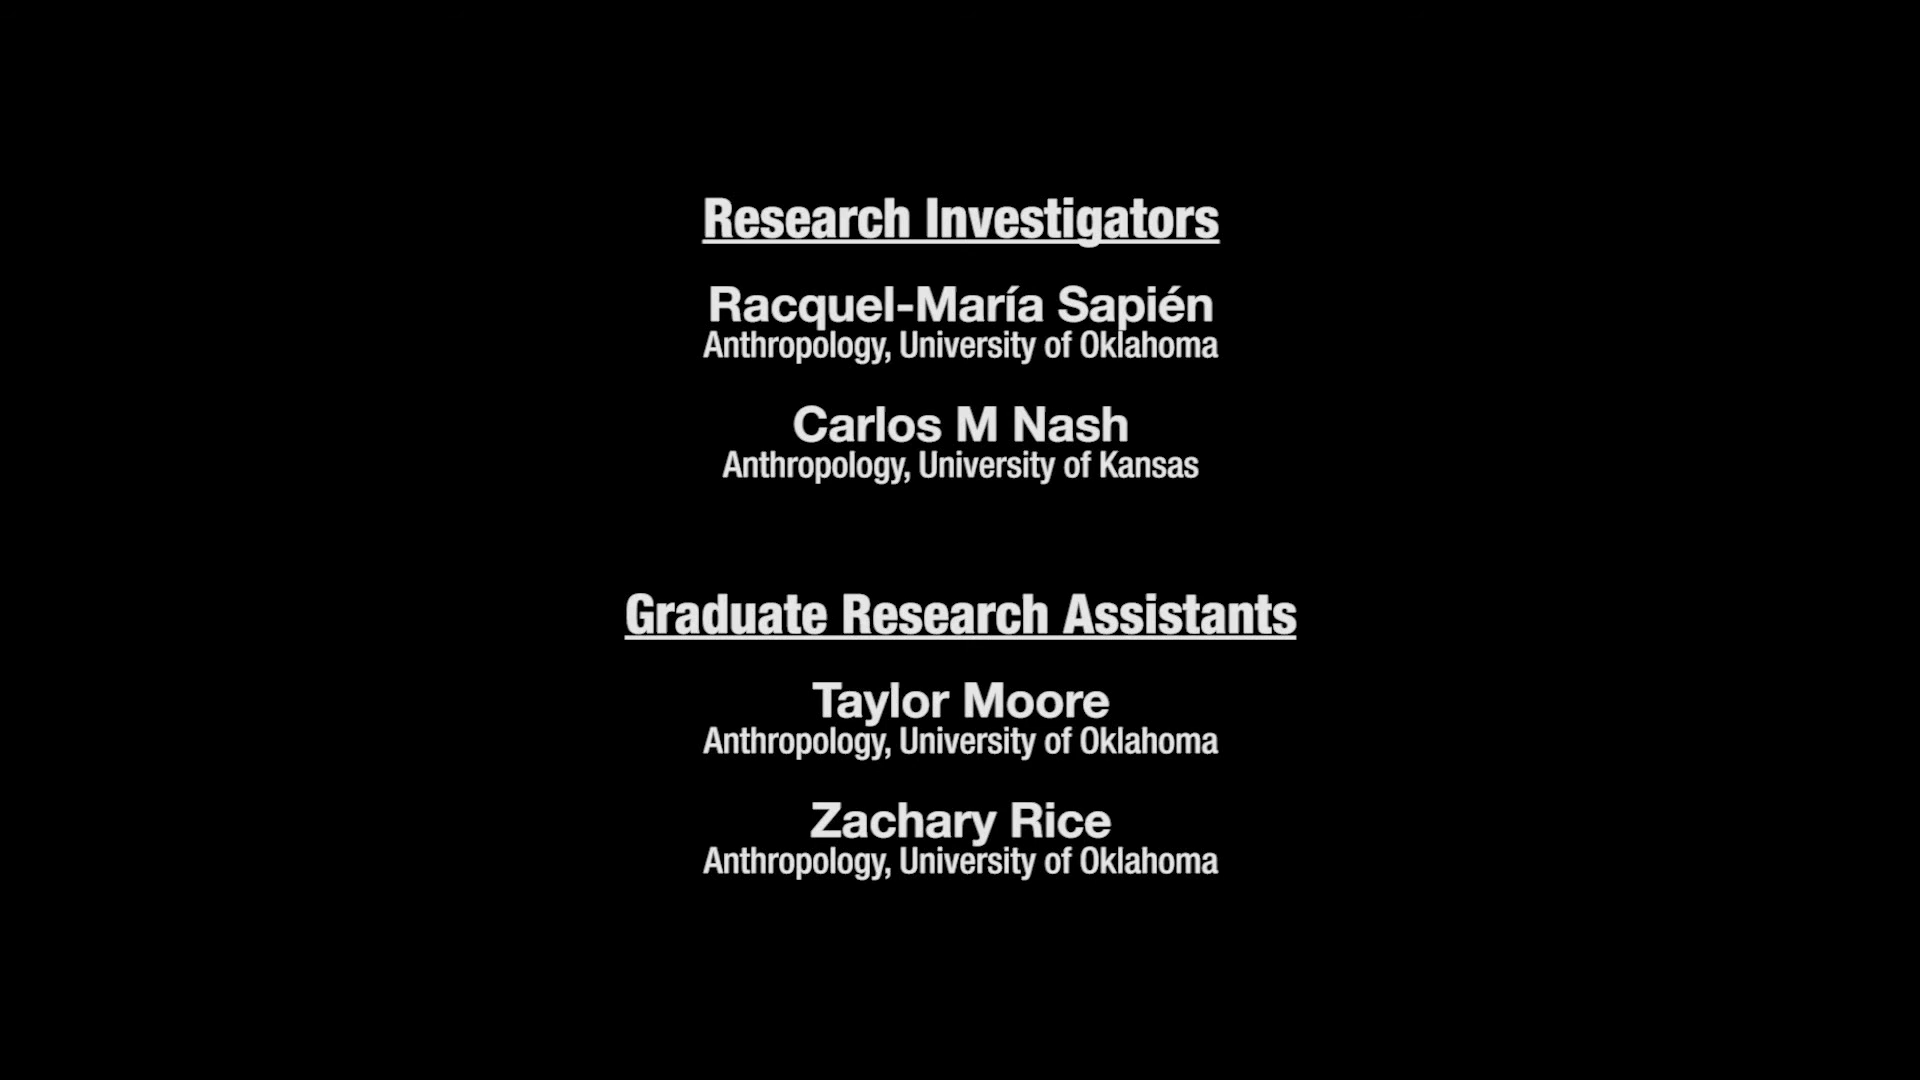 Research Investigators
Racquel-María Sapién
Anthropology, University of Oklahoma
Carlos M Nash
Anthropology, University of Kansas
Graduate Research Assistants
Taylor Moore
Anthropology, University of Oklahoma
Zachary Rice
Anthropology, University of Oklahoma